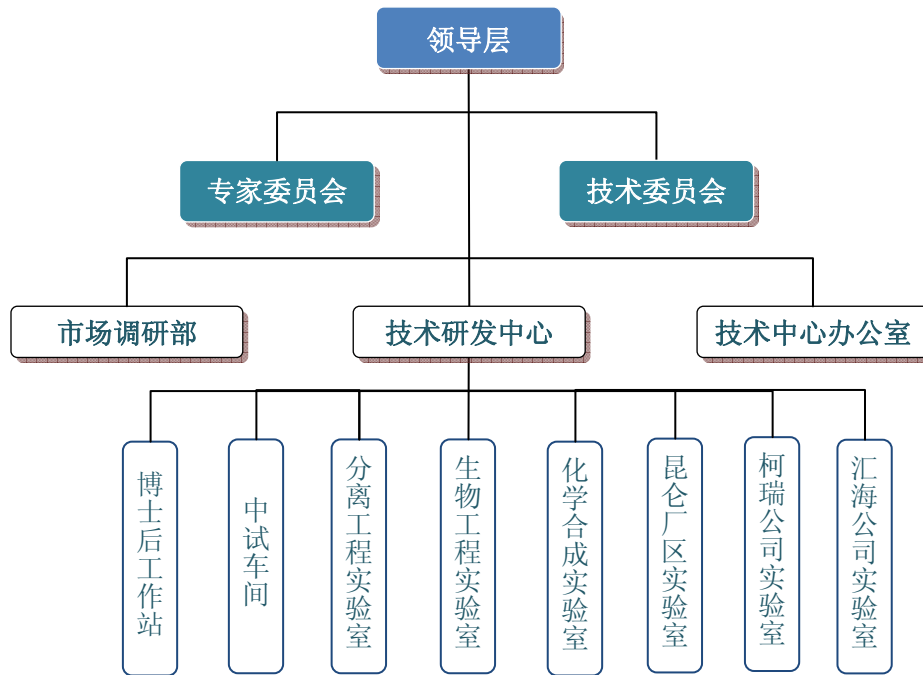 领导层
专家委员会
技术委员会
市场调研部
技术研发中心
技术中心办公室
博士后工作站
中试车间
分离工程实验室
生物工程实验室
化学合成实验室
昆仑厂区实验室
柯瑞公司实验室
汇海公司实验室